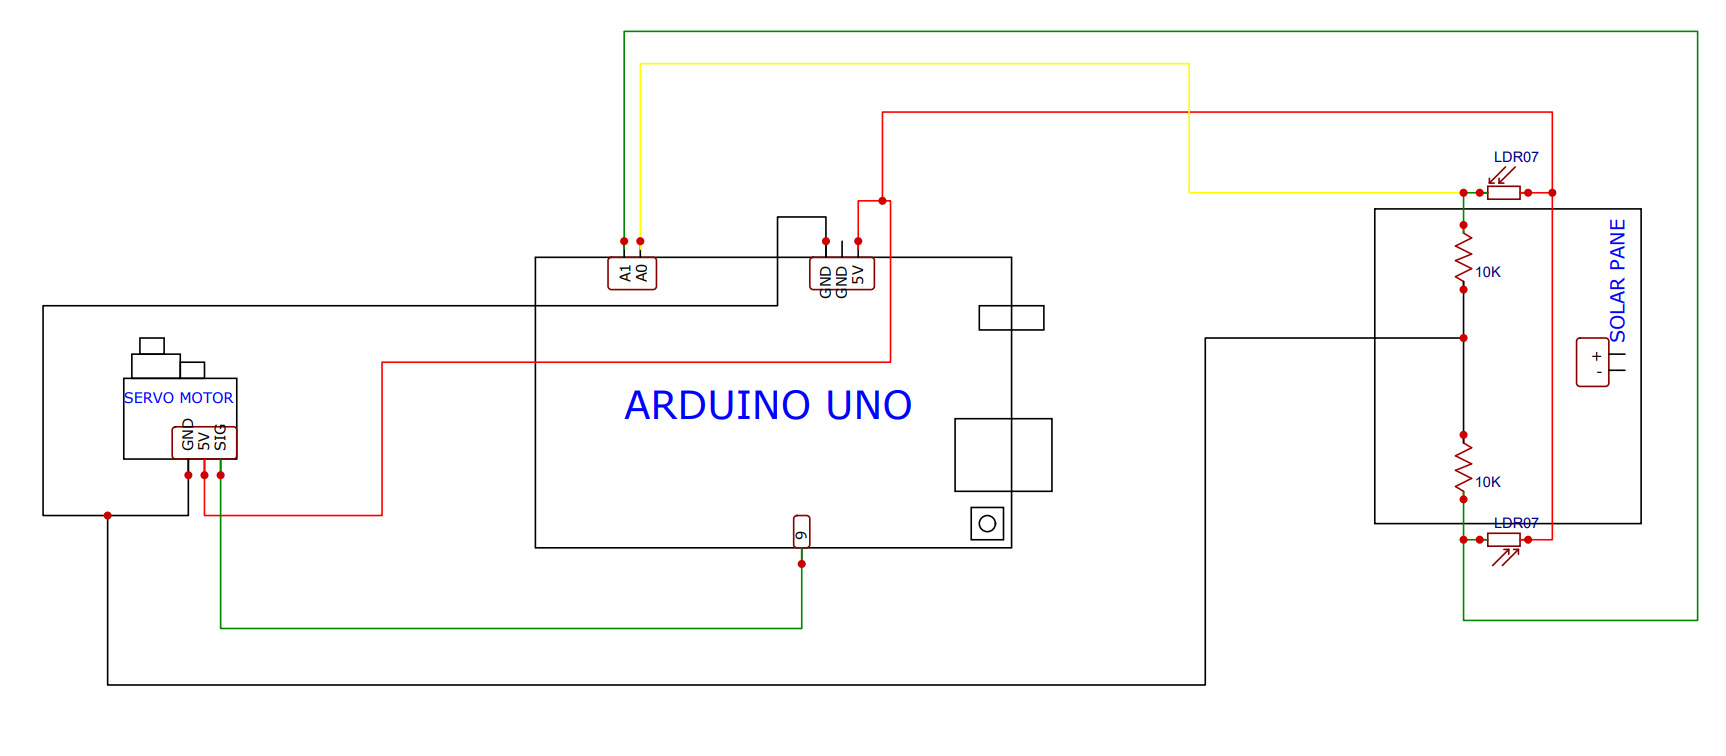 LDR07
A1
A0
GND
GND
5V
10K
SOLAR PANE
+
-
SERVO MOTOR
GND
5V
SIG
ARDUINO UNO
10K
LDR07
9